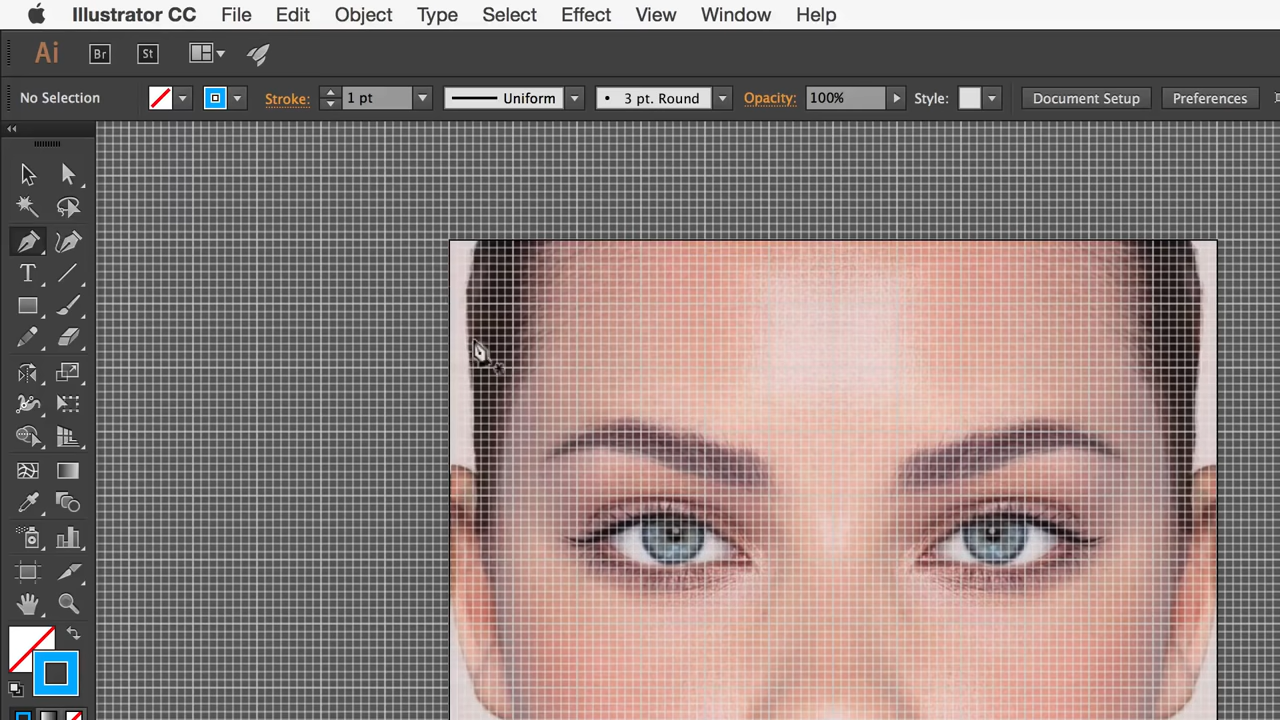 Illustrator CC File Edit Object Type Select Effect View Window Help
Ai Br St
No Selection Stroke: 1 pt Uniform 3 pt. Round Opacity: 100% Style: Document Setup Preferences
T